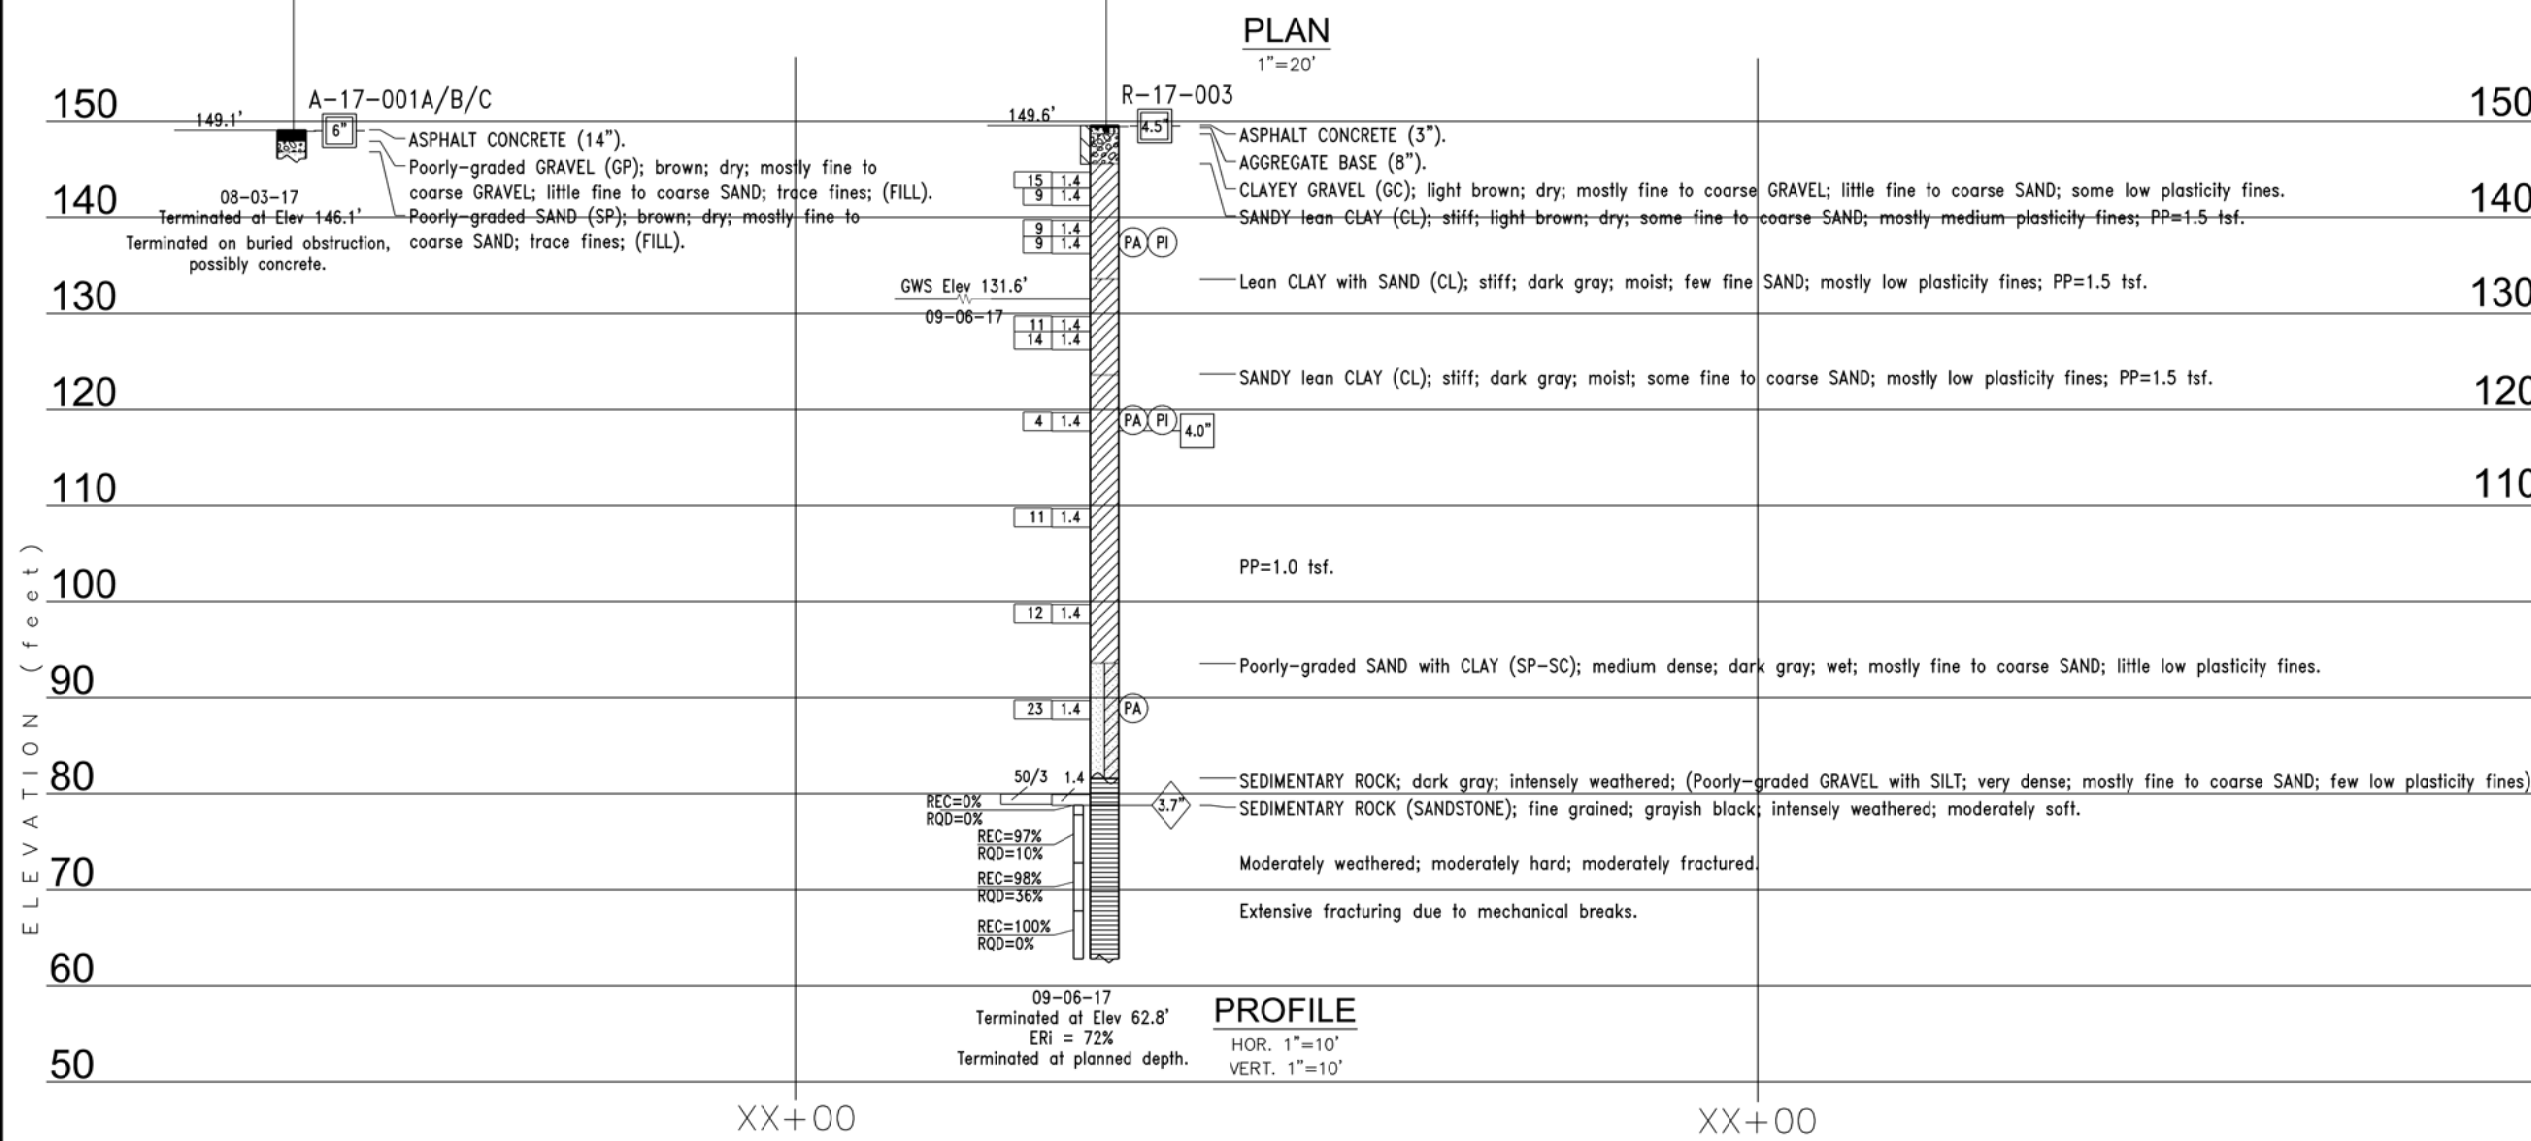 PLAN
1"=20'
150
A-17-001A/B/C
149.1'
6"
ASPHALT CONCRETE (14").
Poorly-graded GRAVEL (GP); brown; dry; mostly fine to
coarse GRAVEL; little fine to coarse SAND; trace fines; (FILL).
Poorly-graded SAND (SP); brown; dry; mostly fine to
coarse SAND; trace fines; (FILL).
08-03-17
Terminated at Elev 146.1'
Terminated on buried obstruction,
possibly concrete.
R-17-003
149.6'
4.5"
150
ASPHALT CONCRETE (3").
AGGREGATE BASE (8").
CLAYEY GRAVEL (GC); light brown; dry; mostly fine to coarse GRAVEL; little fine to coarse SAND; some low plasticity fines.
SANDY lean CLAY (CL); stiff; light brown; dry; some fine to coarse SAND; mostly medium plasticity fines; PP=1.5 tsf.
15 1.4
9 1.4
140
140
9 1.4
9 1.4
PA PI
Lean CLAY with SAND (CL); stiff; dark gray; moist; few fine SAND; mostly low plasticity fines; PP=1.5 tsf.
GWS Elev 131.6'
09-06-17
130
130
11 1.4
14 1.4
SANDY lean CLAY (CL); stiff; dark gray; moist; some fine to coarse SAND; mostly low plasticity fines; PP=1.5 tsf.
120
120
4 1.4
PA PI
4.0"
110
110
11 1.4
PP=1.0 tsf.
100
12 1.4
Poorly-graded SAND with CLAY (SP-SC); medium dense; dark gray; wet; mostly fine to coarse SAND; little low plasticity fines.
90
23 1.4
PA
80
50/3 1.4
SEDIMENTARY ROCK; dark gray; intensely weathered; (Poorly-graded GRAVEL with SILT; very dense; mostly fine to coarse SAND; few low plasticity fines)
REC=0%
RQD=0%
3.7"
SEDIMENTARY ROCK (SANDSTONE); fine grained; grayish black; intensely weathered; moderately soft.
REC=97%
RQD=10%
Moderately weathered; moderately hard; moderately fractured.
70
REC=98%
RQD=36%
Extensive fracturing due to mechanical breaks.
REC=100%
RQD=0%
60
50
ELEVATION (feet)
09-06-17
Terminated at Elev 62.8'
ERi = 72%
Terminated at planned depth.
PROFILE
HOR. 1"=10'
VERT. 1"=10'
XX+00
XX+00